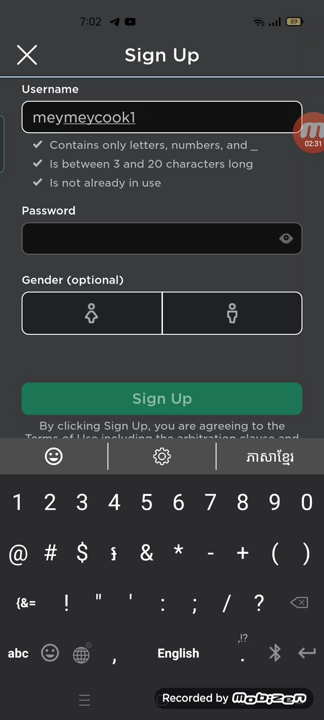 7:02
89
Sign Up
Username
meymeycook1
Contains only letters, numbers, and _
Is between 3 and 20 characters long
Is not already in use
02:31
Password
Gender (optional)
Sign Up
By clicking Sign Up, you are agreeing to the
Terms of Use including the arbitration clause and
ភាសាខ្មែរ
1 2 3 4 5 6 7 8 9 0
@ # $ ៛ & * - + ( )
{&= ! " ' : ; / ?
abc , English ,!? .
Recorded by mobizen